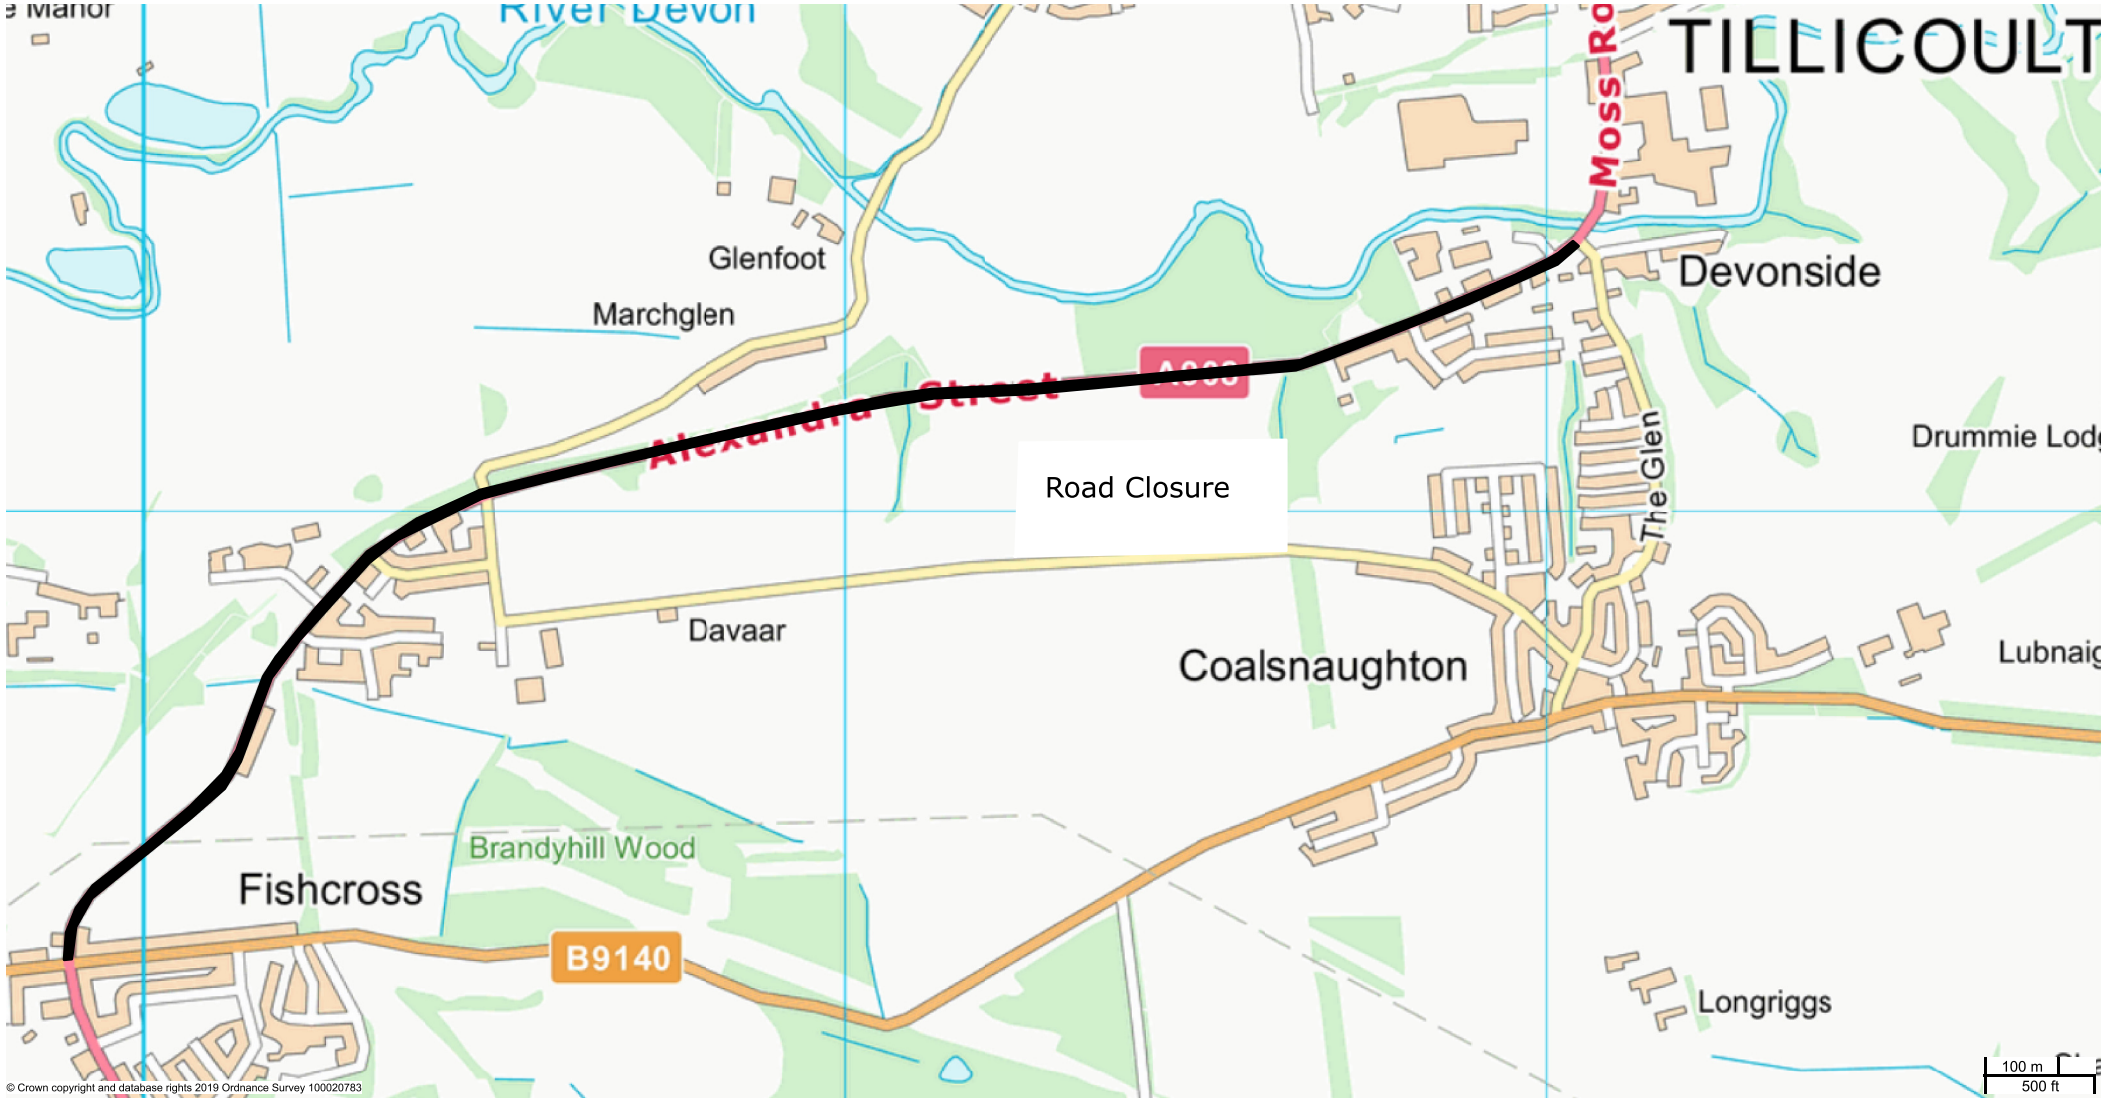 e Manor
River Devon
TILLICOULT
Moss Ro
Glenfoot
Devonside
Marchglen
Alexandra Street
The Glen
Drummie Lodg
Road Closure
Davaar
Coalsnaughton
Lubnaig
Brandyhill Wood
Fishcross
B9140
Longriggs
100 m
500 ft
© Crown copyright and database rights 2019 Ordnance Survey 100020783